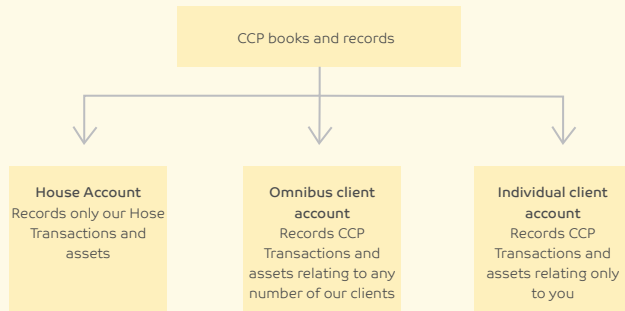 CCP books and records
House Account
Records only our Hose
Transactions and
assets
Omnibus client
account
Records CCP
Transactions and
assets relating to any
number of our clients
Individual client
account
Records CCP
Transactions and
assets relating only
to you